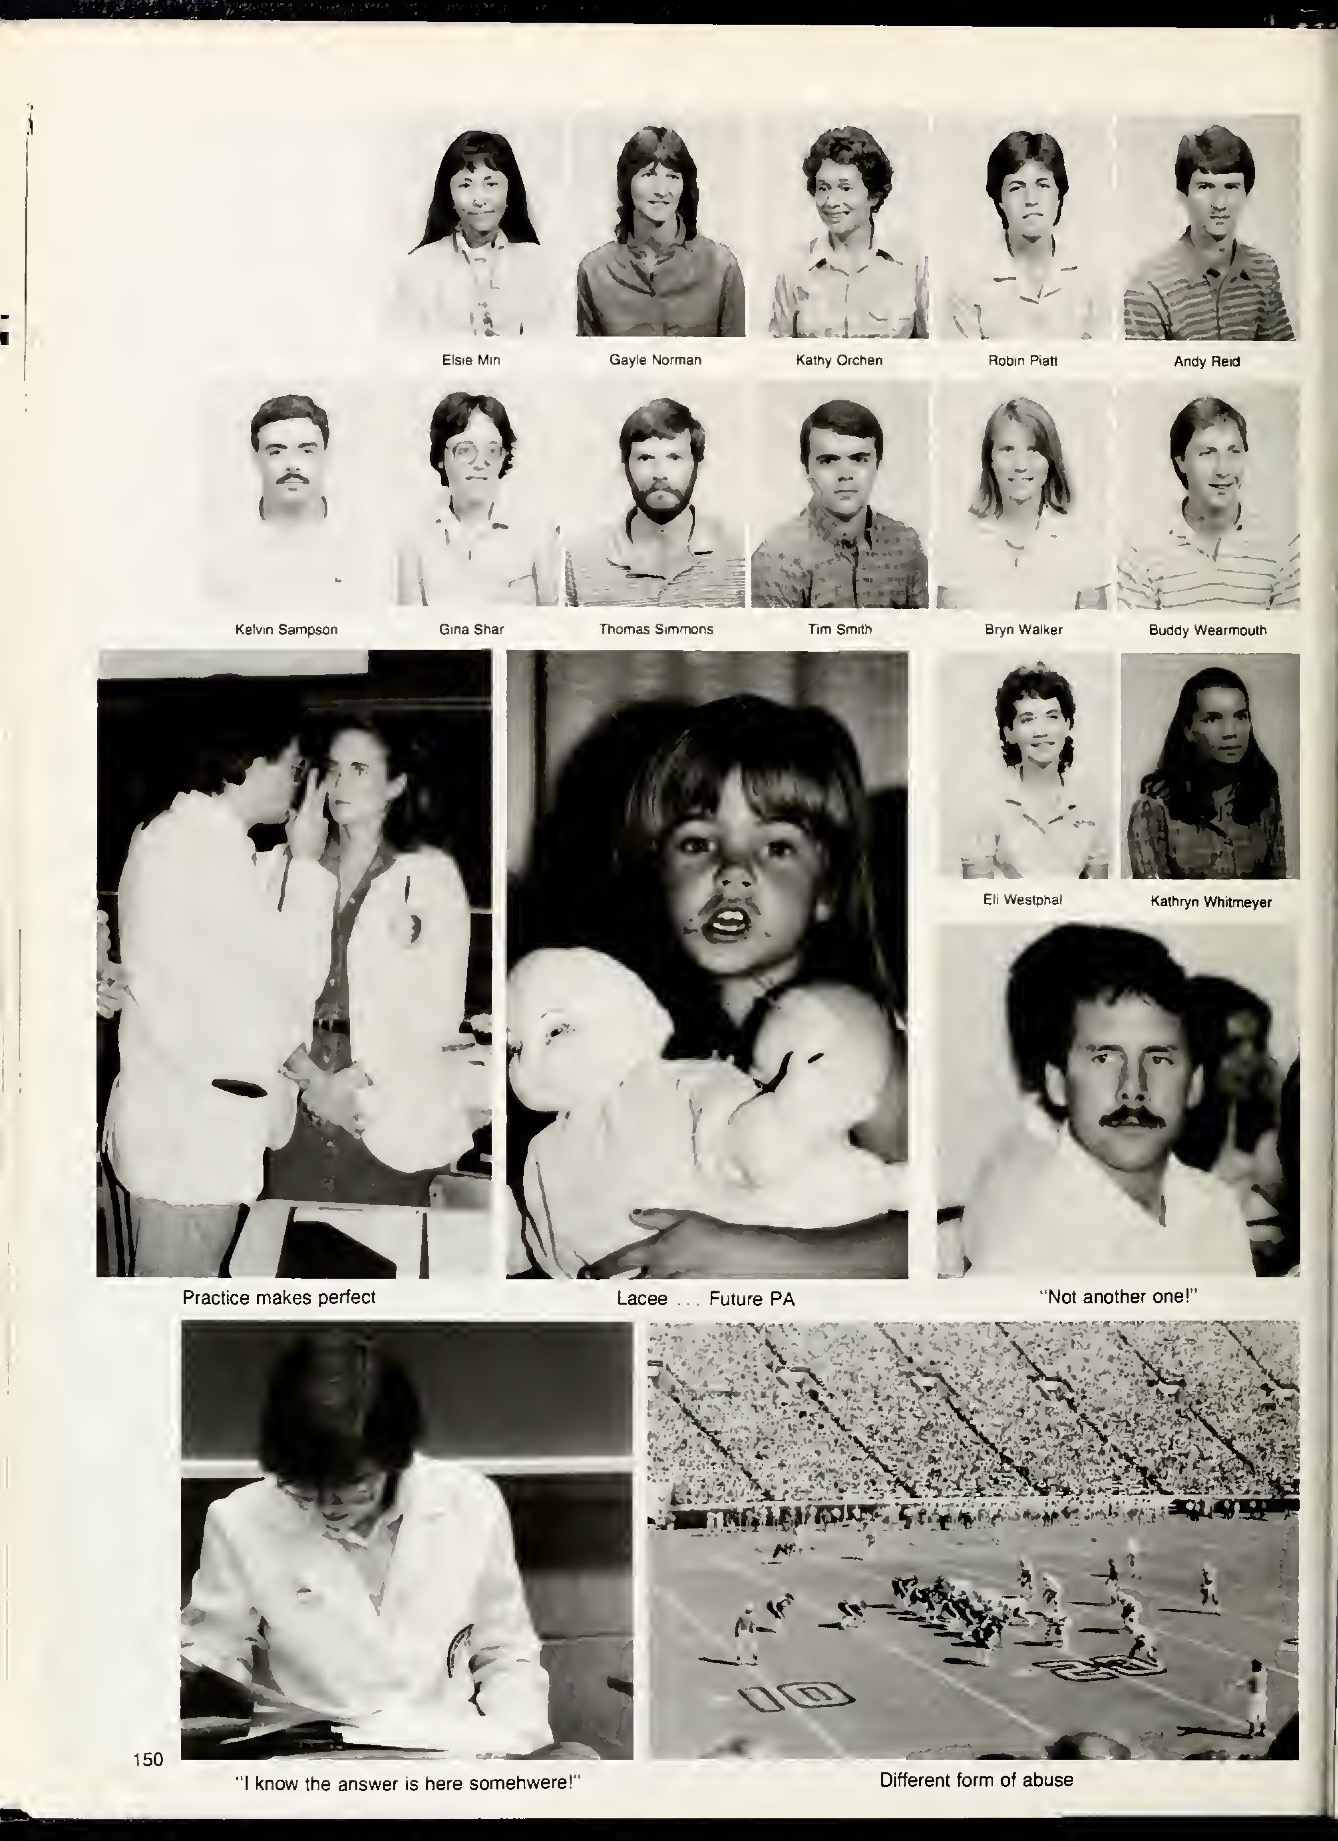 Elsie Min Gayle Norman Kathy Orchen Robin Piatt Andy Reid
Kelvin Sampson Gina Shar Thomas Simmons Tim Smith Bryn Walker Buddy Wearmouth
Eli Westphal Kathryn Whitmeyer
Practice makes perfect Lacee ... Future PA "Not another one!"
10 20
150
"I know the answer is here somehwere!" Different form of abuse